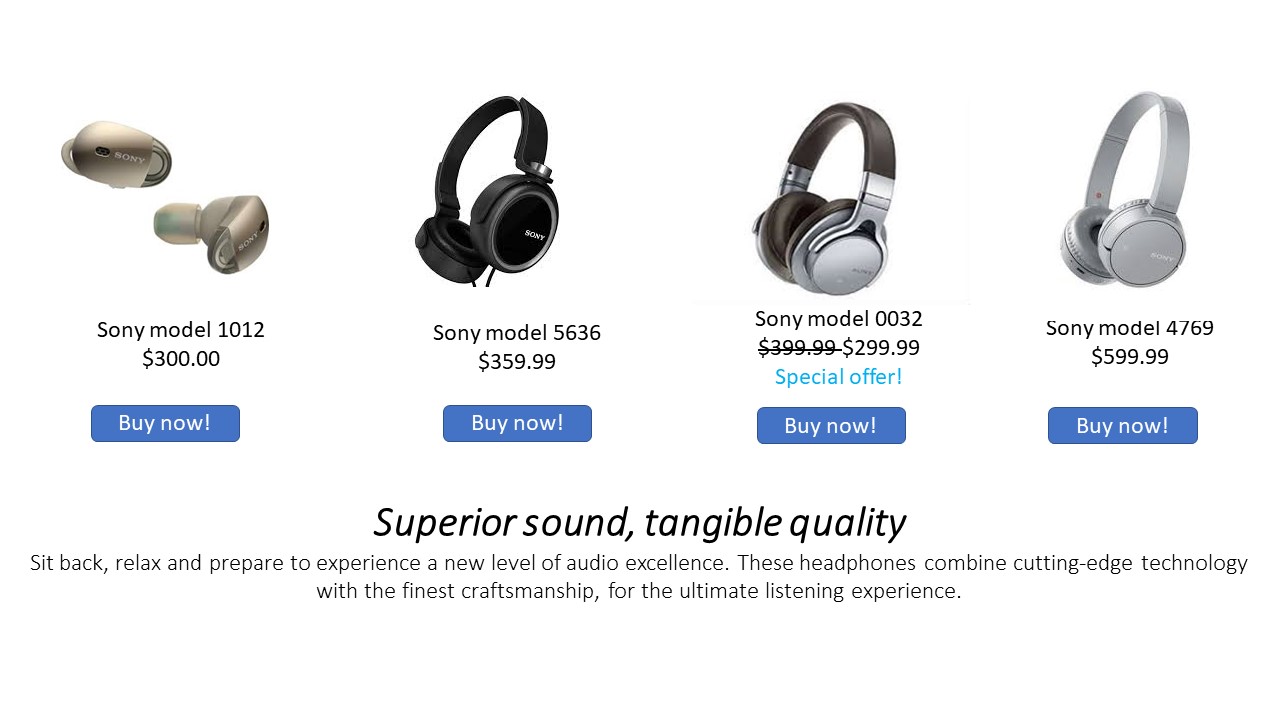 SONY
SONY
SONY
SONY
SONY
Sony model 1012
$300.00
Sony model 5636
$359.99
Sony model 0032
$399.99 $299.99
Special offer!
Sony model 4769
$599.99
Buy now!
Buy now!
Buy now!
Buy now!
Superior sound, tangible quality
Sit back, relax and prepare to experience a new level of audio excellence. These headphones combine cutting-edge technology
with the finest craftsmanship, for the ultimate listening experience.